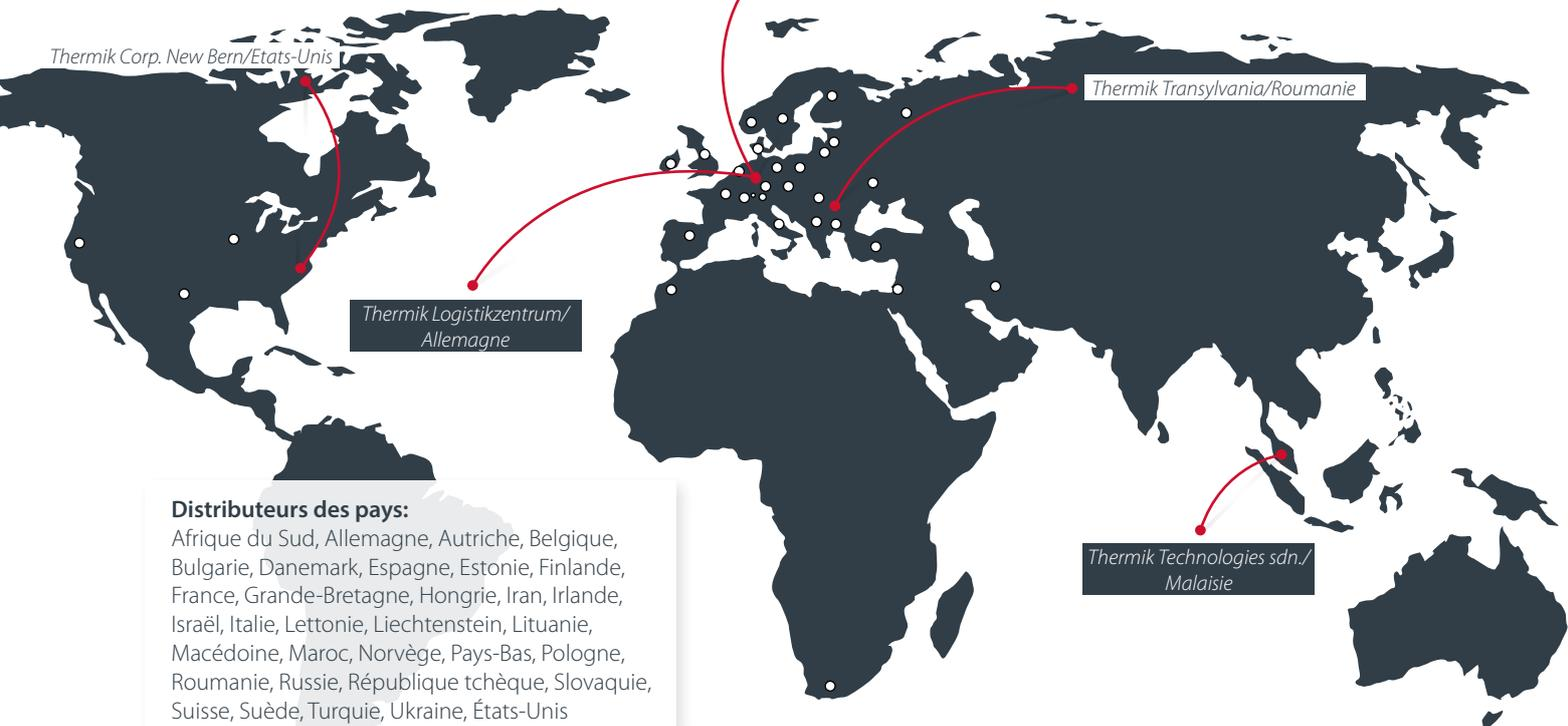 Thermik Corp. New Bern/Etats-Unis
Thermik Transylvania/Roumanie
Thermik Logistikzentrum/
Allemagne
Thermik Technologies sdn./
Malaisie
Distributeurs des pays:
Afrique du Sud, Allemagne, Autriche, Belgique,
Bulgarie, Danemark, Espagne, Estonie, Finlande,
France, Grande-Bretagne, Hongrie, Iran, Irlande,
Israël, Italie, Lettonie, Liechtenstein, Lituanie,
Macédoine, Maroc, Norvège, Pays-Bas, Pologne,
Roumanie, Russie, République tchèque, Slovaquie,
Suisse, Suède, Turquie, Ukraine, États-Unis